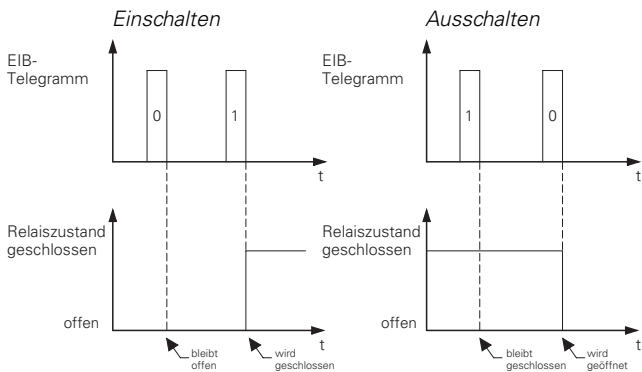 Einschalten
EIB-
Telegramm
0
1
t
Relaiszustand
geschlossen
offen
t
bleibt
offen
wird
geschlossen
Ausschalten
EIB-
Telegramm
1
0
t
Relaiszustand
geschlossen
offen
t
bleibt
geschlossen
wird
geöffnet